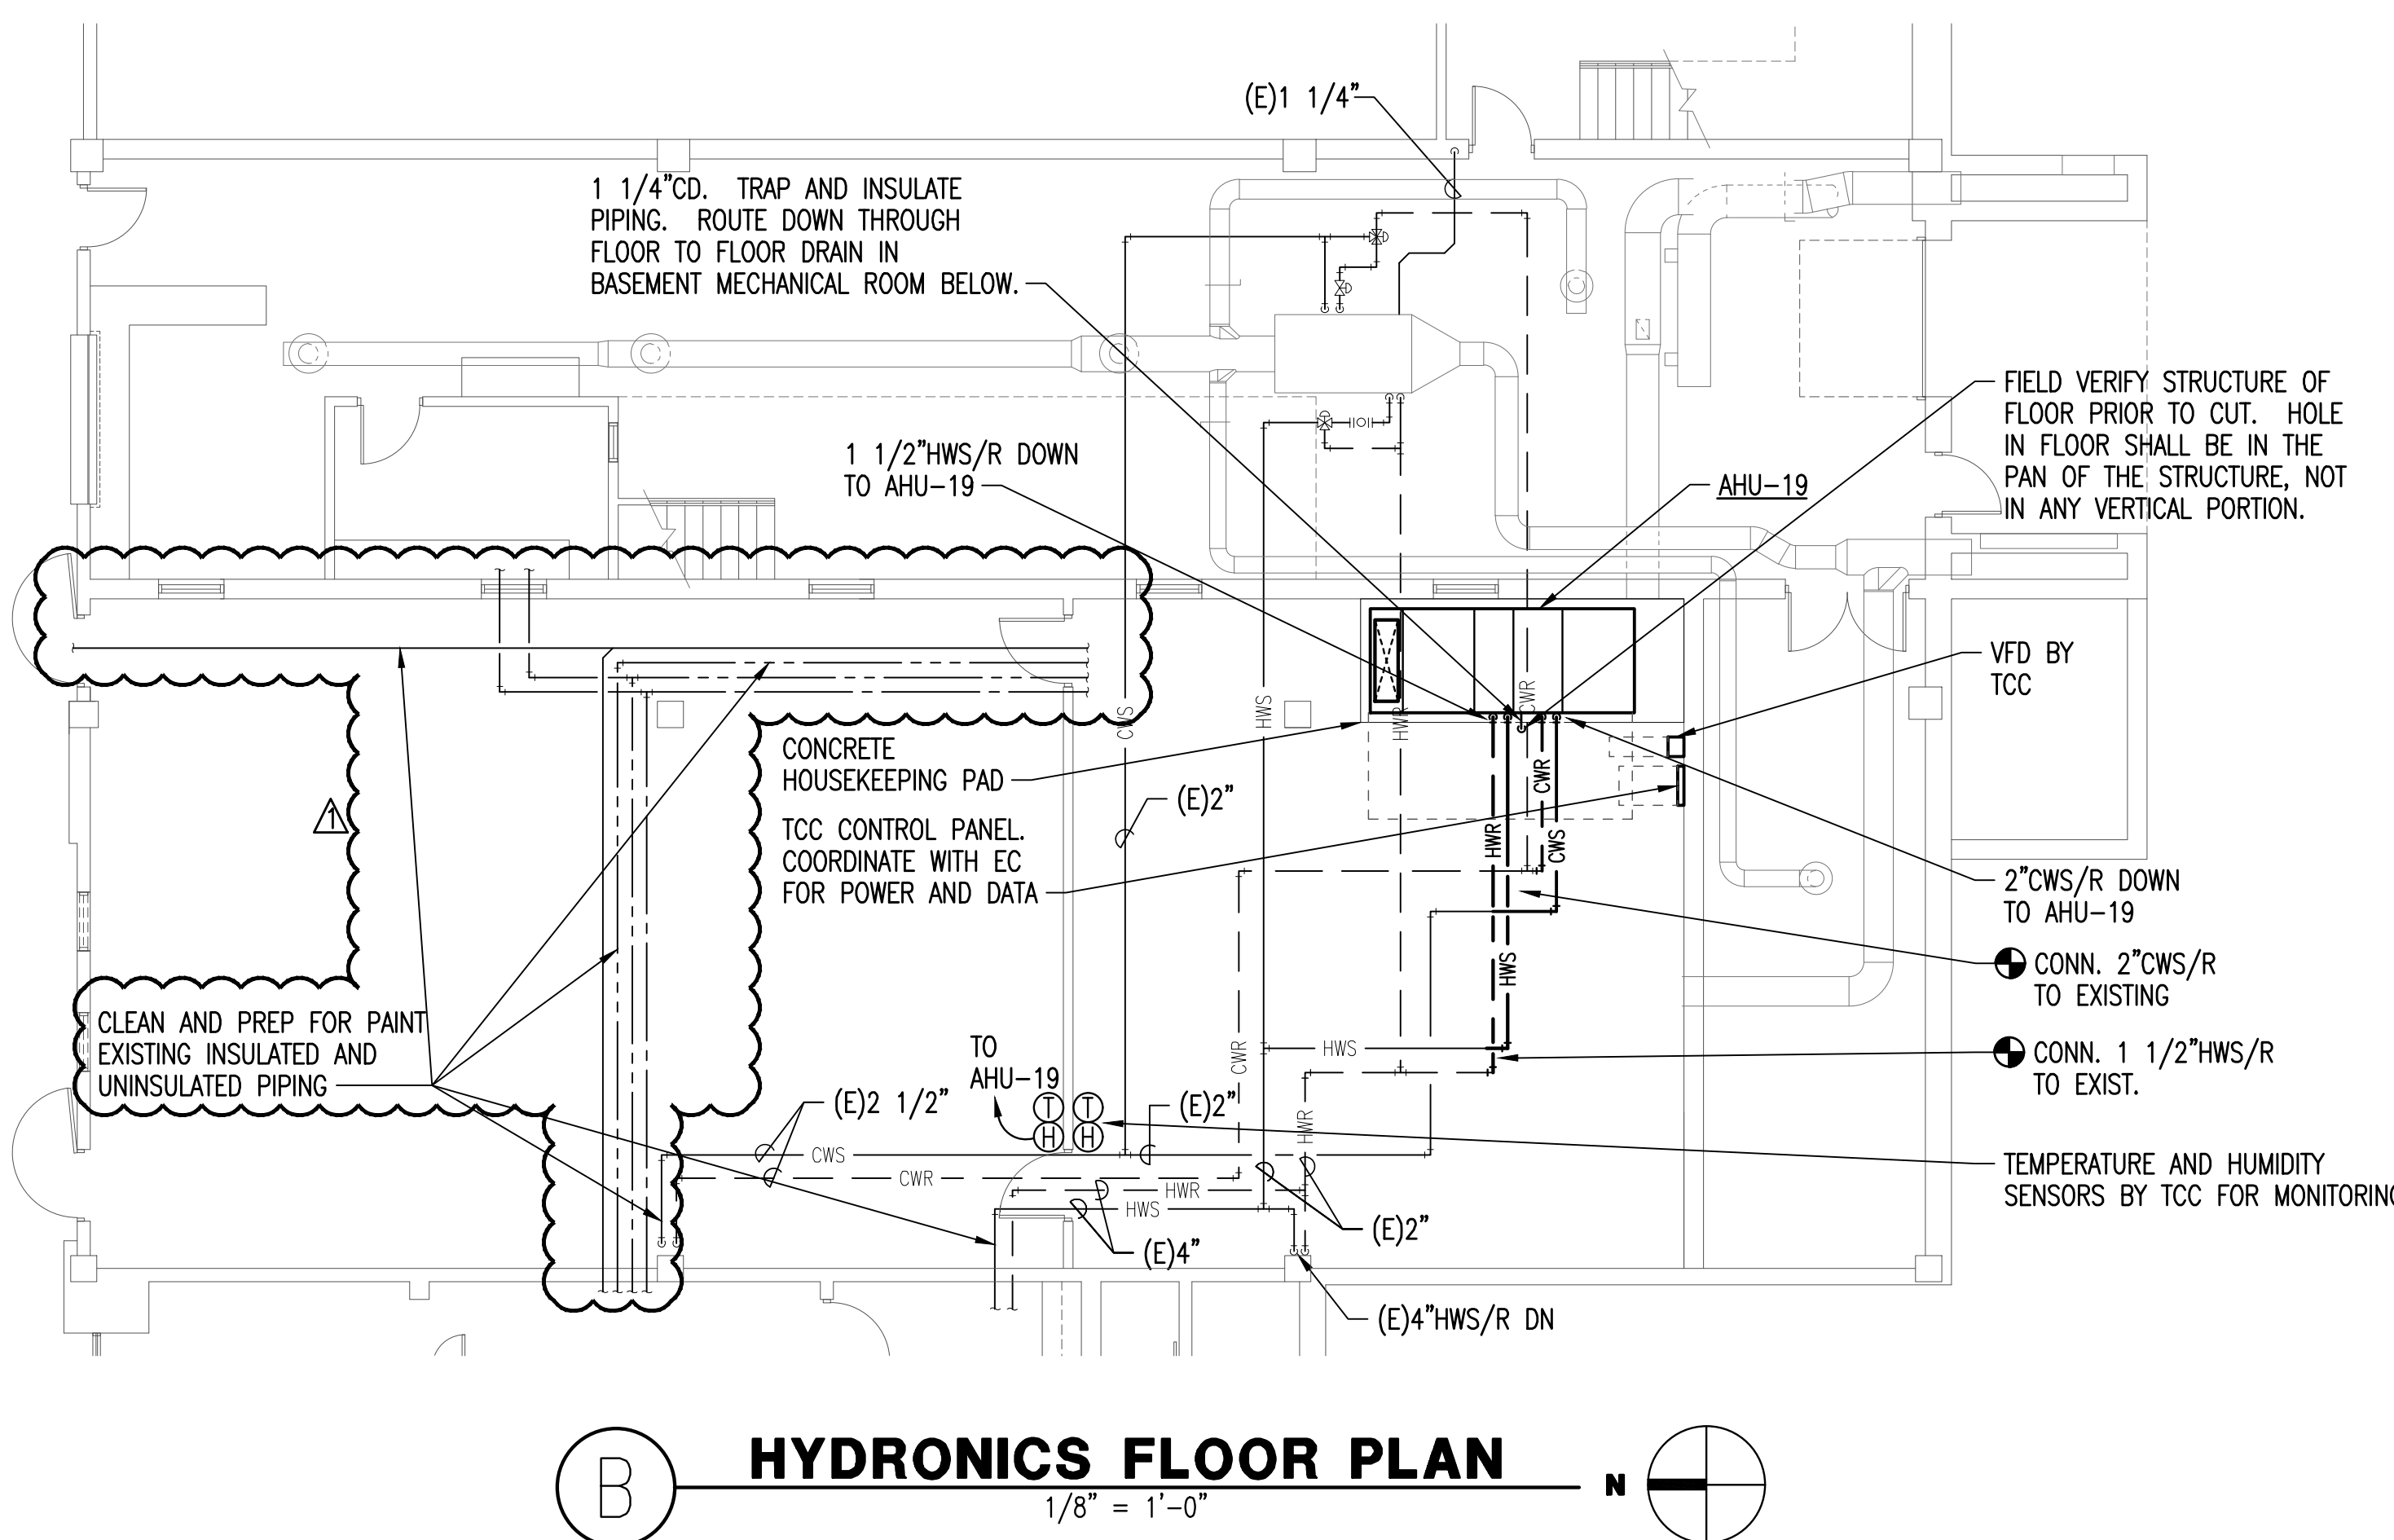 (E)1 1/4"
1 1/4"CD.  TRAP AND INSULATE
PIPING.  ROUTE DOWN THROUGH
FLOOR TO FLOOR DRAIN IN
BASEMENT MECHANICAL ROOM BELOW.
FIELD VERIFY STRUCTURE OF
FLOOR PRIOR TO CUT.  HOLE
IN FLOOR SHALL BE IN THE
PAN OF THE STRUCTURE, NOT
IN ANY VERTICAL PORTION.
1 1/2"HWS/R DOWN
TO AHU-19
AHU-19
VFD BY
TCC
CWS
HWS
HWR
CWR
CONCRETE
HOUSEKEEPING PAD
(E)2"
TCC CONTROL PANEL.
COORDINATE WITH EC
FOR POWER AND DATA
1
CWR
HWR
CWS
HWS
2"CWS/R DOWN
TO AHU-19
CONN. 2"CWS/R
TO EXISTING
CONN. 1 1/2"HWS/R
TO EXIST.
CLEAN AND PREP FOR PAINT
EXISTING INSULATED AND
UNINSULATED PIPING
TO
AHU-19
T T
H H
(E)2 1/2"
(E)2"
HWS
CWR
HWR
CWS
CWR
HWR
HWS
TEMPERATURE AND HUMIDITY
SENSORS BY TCC FOR MONITORING
(E)2"
(E)4"
(E)4"HWS/R DN
B
HYDRONICS FLOOR PLAN
1/8" = 1'-0"
N